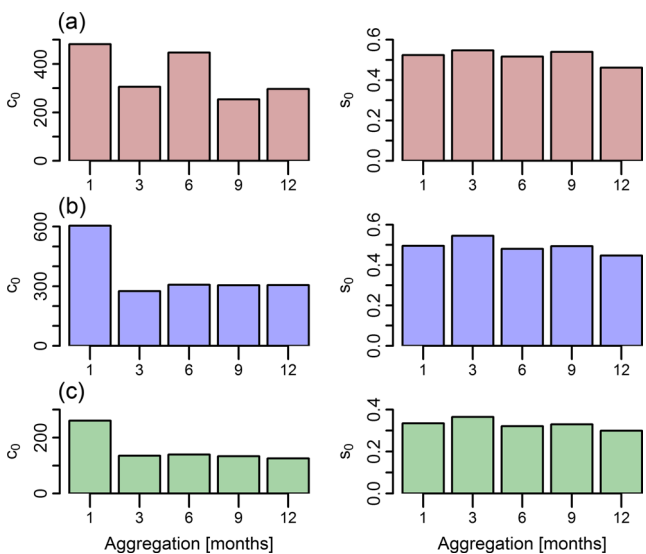 (a)
c0
0 200 400
1 3 6 9 12
s0
0.0 0.2 0.4 0.6
1 3 6 9 12
(b)
c0
0 300 600
1 3 6 9 12
s0
0.0 0.2 0.4 0.6
1 3 6 9 12
(c)
c0
0 200
1 3 6 9 12
Aggregation [months]
s0
0.0 0.2 0.4
1 3 6 9 12
Aggregation [months]